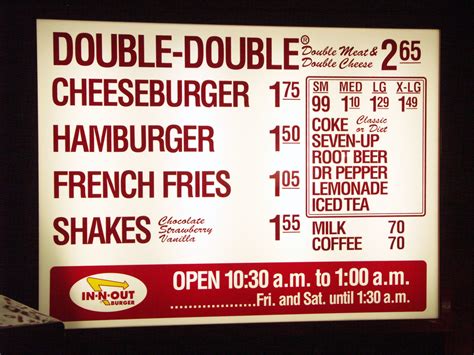 DOUBLE-DOUBLE® Double Meat & Double Cheese 2 65
CHEESEBURGER 1 75
HAMBURGER 1 50
FRENCH FRIES 1 05
SHAKES Chocolate Strawberry Vanilla 1 55
SM MED LG X-LG
99 1 10 1 29 1 49
COKE Classic or Diet
SEVEN-UP
ROOT BEER
DR PEPPER
LEMONADE
ICED TEA
MILK 70
COFFEE 70
IN-N-OUT
BURGER
OPEN 10:30 a.m. to 1:00 a.m.
....................Fri. and Sat. until 1:30 a.m.